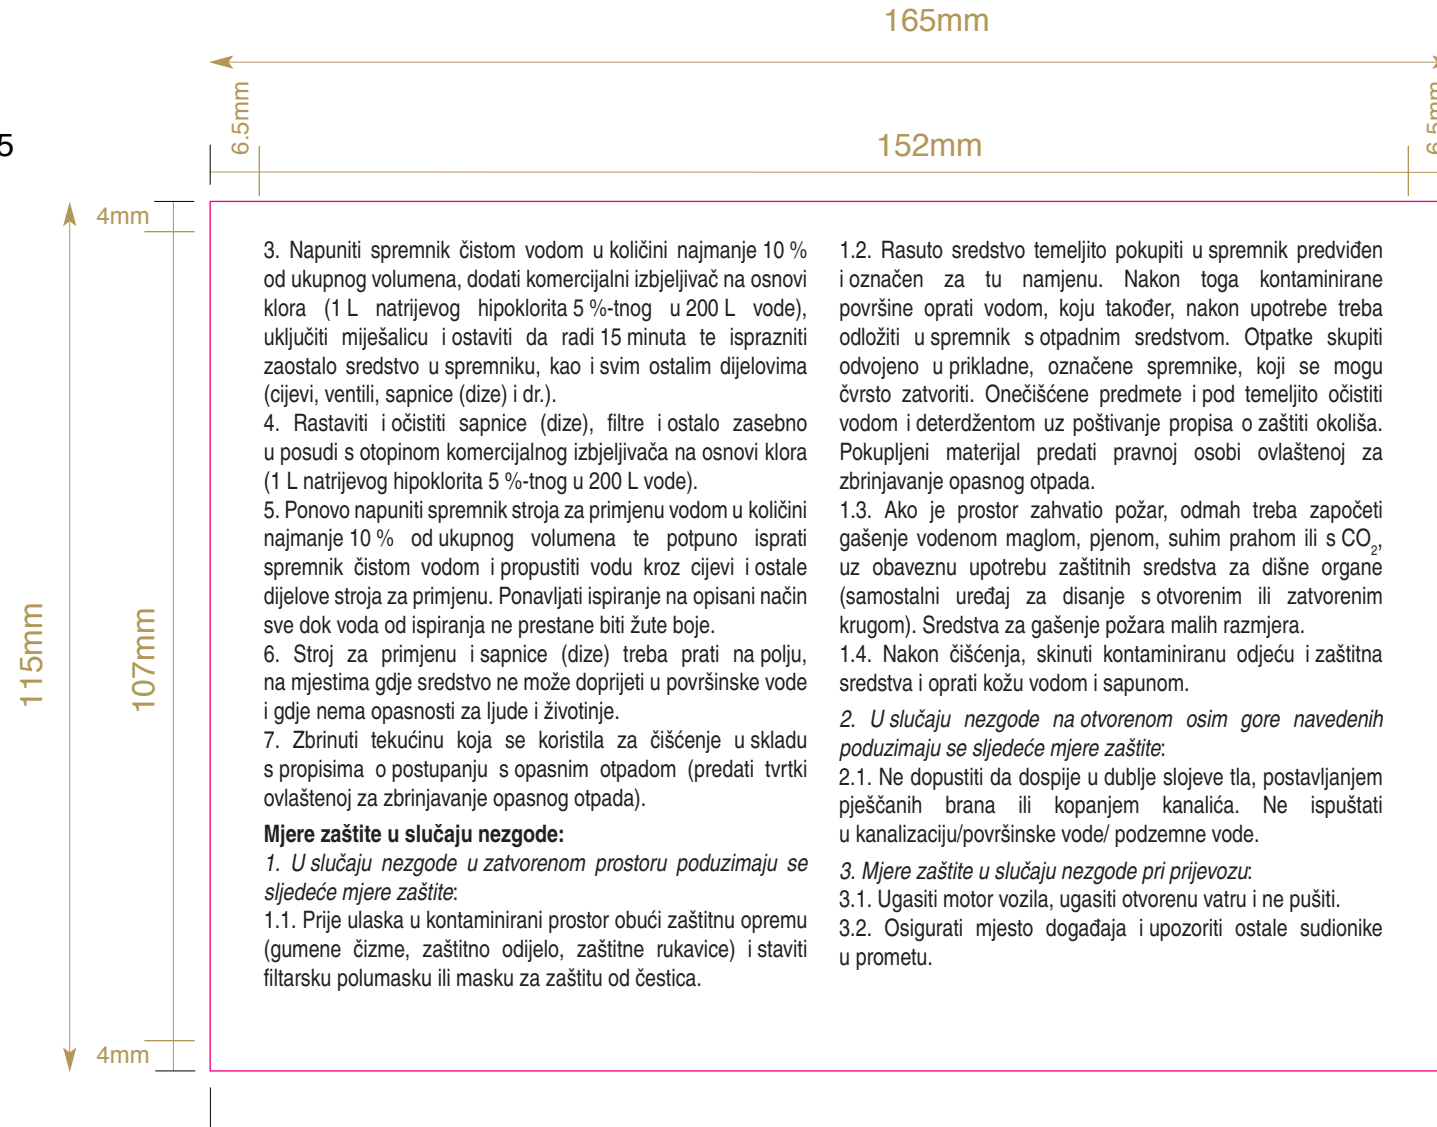 165mm
6.5mm
6.5mm
5
152mm
4mm
115mm
107mm
4mm
3. Napuniti spremnik čistom vodom u količini najmanje 10 %
od ukupnog volumena, dodati komercijalni izbjeljivač na osnovi
klora (1 L natrijevog hipoklorita 5 %-tnog u 200 L vode),
uključiti miješalicu i ostaviti da radi 15 minuta te isprazniti
zaostalo sredstvo u spremniku, kao i svim ostalim dijelovima
(cijevi, ventili, sapnice (dize) i dr.).
4. Rastaviti i očistiti sapnice (dize), filtre i ostalo zasebno
u posudi s otopinom komercijalnog izbjeljivača na osnovi klora
(1 L natrijevog hipoklorita 5 %-tnog u 200 L vode).
5. Ponovo napuniti spremnik stroja za primjenu vodom u količini
najmanje 10 % od ukupnog volumena te potpuno isprati
spremnik čistom vodom i propustiti vodu kroz cijevi i ostale
dijelove stroja za primjenu. Ponavljati ispiranje na opisani način
sve dok voda od ispiranja ne prestane biti žute boje.
6. Stroj za primjenu i sapnice (dize) treba prati na polju,
na mjestima gdje sredstvo ne može doprijeti u površinske vode
i gdje nema opasnosti za ljude i životinje.
7. Zbrinuti tekućinu koja se koristila za čišćenje u skladu
s propisima o postupanju s opasnim otpadom (predati tvrtki
ovlaštenoj za zbrinjavanje opasnog otpada).
Mjere zaštite u slučaju nezgode:
1. U slučaju nezgode u zatvorenom prostoru poduzimaju se
sljedeće mjere zaštite:
1.1. Prije ulaska u kontaminirani prostor obući zaštitnu opremu
(gumene čizme, zaštitno odijelo, zaštitne rukavice) i staviti
filtarsku polumasku ili masku za zaštitu od čestica.
1.2. Rasuto sredstvo temeljito pokupiti u spremnik predviđen
i označen za tu namjenu. Nakon toga kontaminirane
površine oprati vodom, koju također, nakon upotrebe treba
odložiti u spremnik s otpadnim sredstvom. Otpatke skupiti
odvojeno u prikladne, označene spremnike, koji se mogu
čvrsto zatvoriti. Onečišćene predmete i pod temeljito očistiti
vodom i deterdžentom uz poštivanje propisa o zaštiti okoliša.
Pokupljeni materijal predati pravnoj osobi ovlaštenoj za
zbrinjavanje opasnog otpada.
1.3. Ako je prostor zahvatio požar, odmah treba započeti
gašenje vodenom maglom, pjenom, suhim prahom ili s CO₂,
uz obaveznu upotrebu zaštitnih sredstva za dišne organe
(samostalni uređaj za disanje s otvorenim ili zatvorenim
krugom). Sredstva za gašenje požara malih razmjera.
1.4. Nakon čišćenja, skinuti kontaminiranu odjeću i zaštitna
sredstva i oprati kožu vodom i sapunom.
2. U slučaju nezgode na otvorenom osim gore navedenih
poduzimaju se sljedeće mjere zaštite:
2.1. Ne dopustiti da dospije u dublje slojeve tla, postavljanjem
pješčanih brana ili kopanjem kanalića. Ne ispuštati
u kanalizaciju/površinske vode/ podzemne vode.
3. Mjere zaštite u slučaju nezgode pri prijevozu:
3.1. Ugasiti motor vozila, ugasiti otvorenu vatru i ne pušiti.
3.2. Osigurati mjesto događaja i upozoriti ostale sudionike
u prometu.